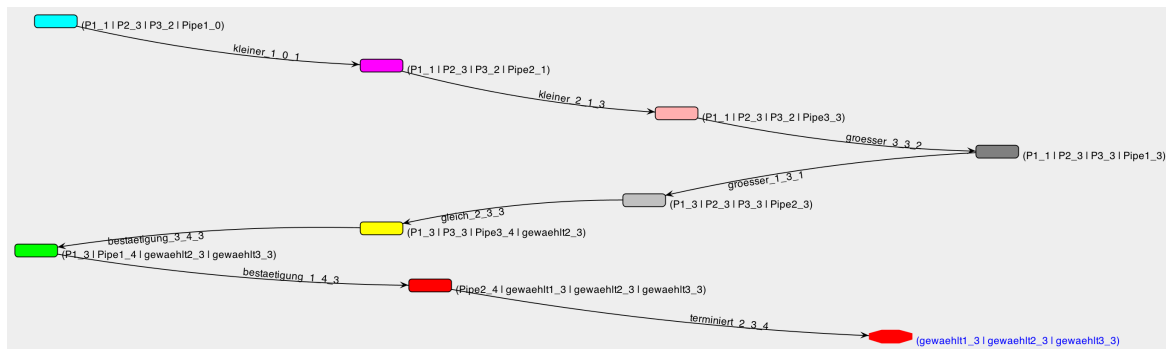 (P1_1 | P2_3 | P3_2 | Pipe1_0)
kleiner_1_0_1
(P1_1 | P2_3 | P3_2 | Pipe2_1)
kleiner_2_1_3
(P1_1 | P2_3 | P3_2 | Pipe3_3)
groesser_3_3_2
(P1_1 | P2_3 | P3_3 | Pipe1_3)
groesser_1_3_1
(P1_3 | P2_3 | P3_3 | Pipe2_3)
gleich_2_3_3
(P1_3 | P3_3 | Pipe3_4 | gewaehlt2_3)
bestaetigung_3_4_3
(P1_3 | Pipe1_4 | gewaehlt2_3 | gewaehlt3_3)
bestaetigung_1_4_3
(Pipe2_4 | gewaehlt1_3 | gewaehlt2_3 | gewaehlt3_3)
terminiert_2_3_4
(gewaehlt1_3 | gewaehlt2_3 | gewaehlt3_3)